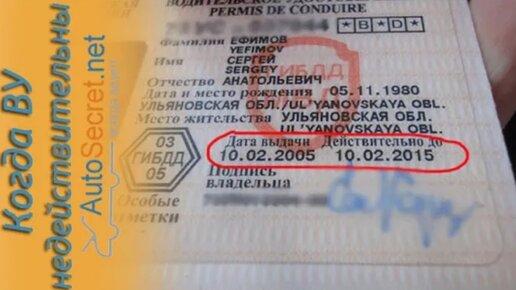 Когда ВУ
недействительны
AutoSecret.net
PERMIS DE CONDUIRE
B D
Фамилия ЕФИМОВ
YEFIMOV
Имя СЕРГЕЙ
SERGEY
Отчество АНАТОЛЬЕВИЧ
Дата и место рождения 05.11.1980
УЛЬЯНОВСКАЯ ОБЛ./UL'YANOVSKAYA OBL.
Место жительства УЛЬЯНОВСКАЯ ОБЛ.
UL'YANOVSKAYA OBL.
Дата выдачи Действительно до
10.02.2005 10.02.2015
03
ГИБДД
05
Подпись
владельца
Особые
отметки
ГИБДД